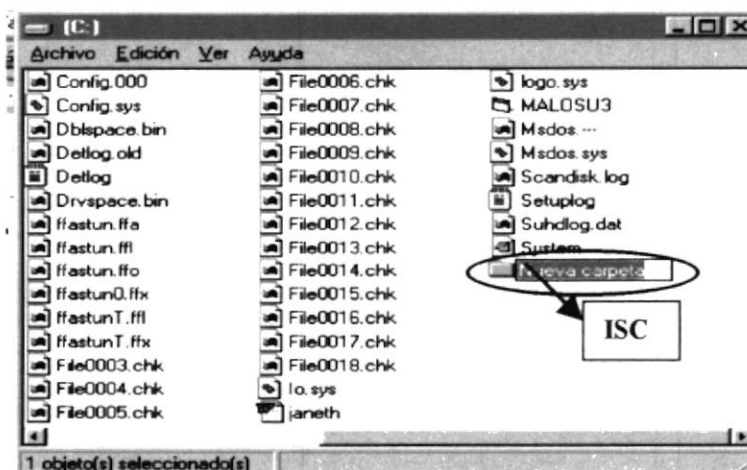 (C:)
Archivo Edición Ver Ayuda
Config.000
Config.sys
Dblspace.bin
Detlog.old
Detlog
Drvspace.bin
ffastun.ffa
ffastun.ffl
ffastun.ffo
ffastun0.ffx
ffastunT.ffl
ffastunT.ffx
File0003.chk
File0004.chk
File0005.chk
File0006.chk
File0007.chk
File0008.chk
File0009.chk
File0010.chk
File0011.chk
File0012.chk
File0013.chk
File0014.chk
File0015.chk
File0016.chk
File0017.chk
File0018.chk
Io.sys
janeth
logo.sys
MALOSU3
Msdos.---
Msdos.sys
Scandisk.log
Setuplog
Suhdlog.dat
System
Nueva carpeta
ISC
1 objeto(s) seleccionado(s)